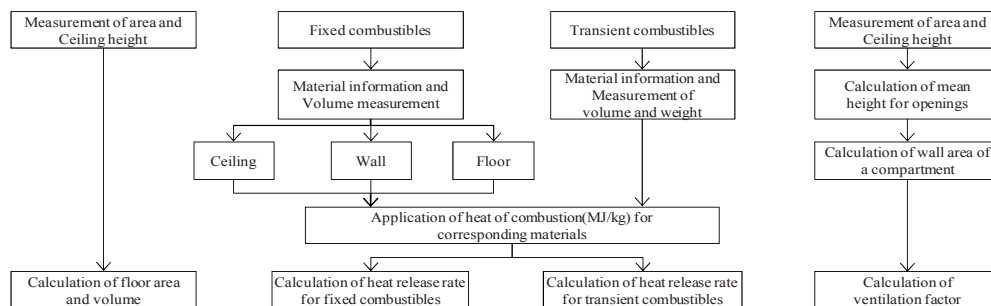 Measurement of area and
Ceiling height
Fixed combustibles
Transient combustibles
Measurement of area and
Ceiling height
Material information and
Volume measurement
Material information and
Measurement of
volume and weight
Calculation of mean
height for openings
Ceiling
Wall
Floor
Calculation of wall area of
a compartment
Application of heat of combustion(MJ/kg) for
corresponding materials
Calculation of floor area
and volume
Calculation of heat release rate
for fixed combustibles
Calculation of heat release rate
for transient combustibles
Calculation of
ventilation factor